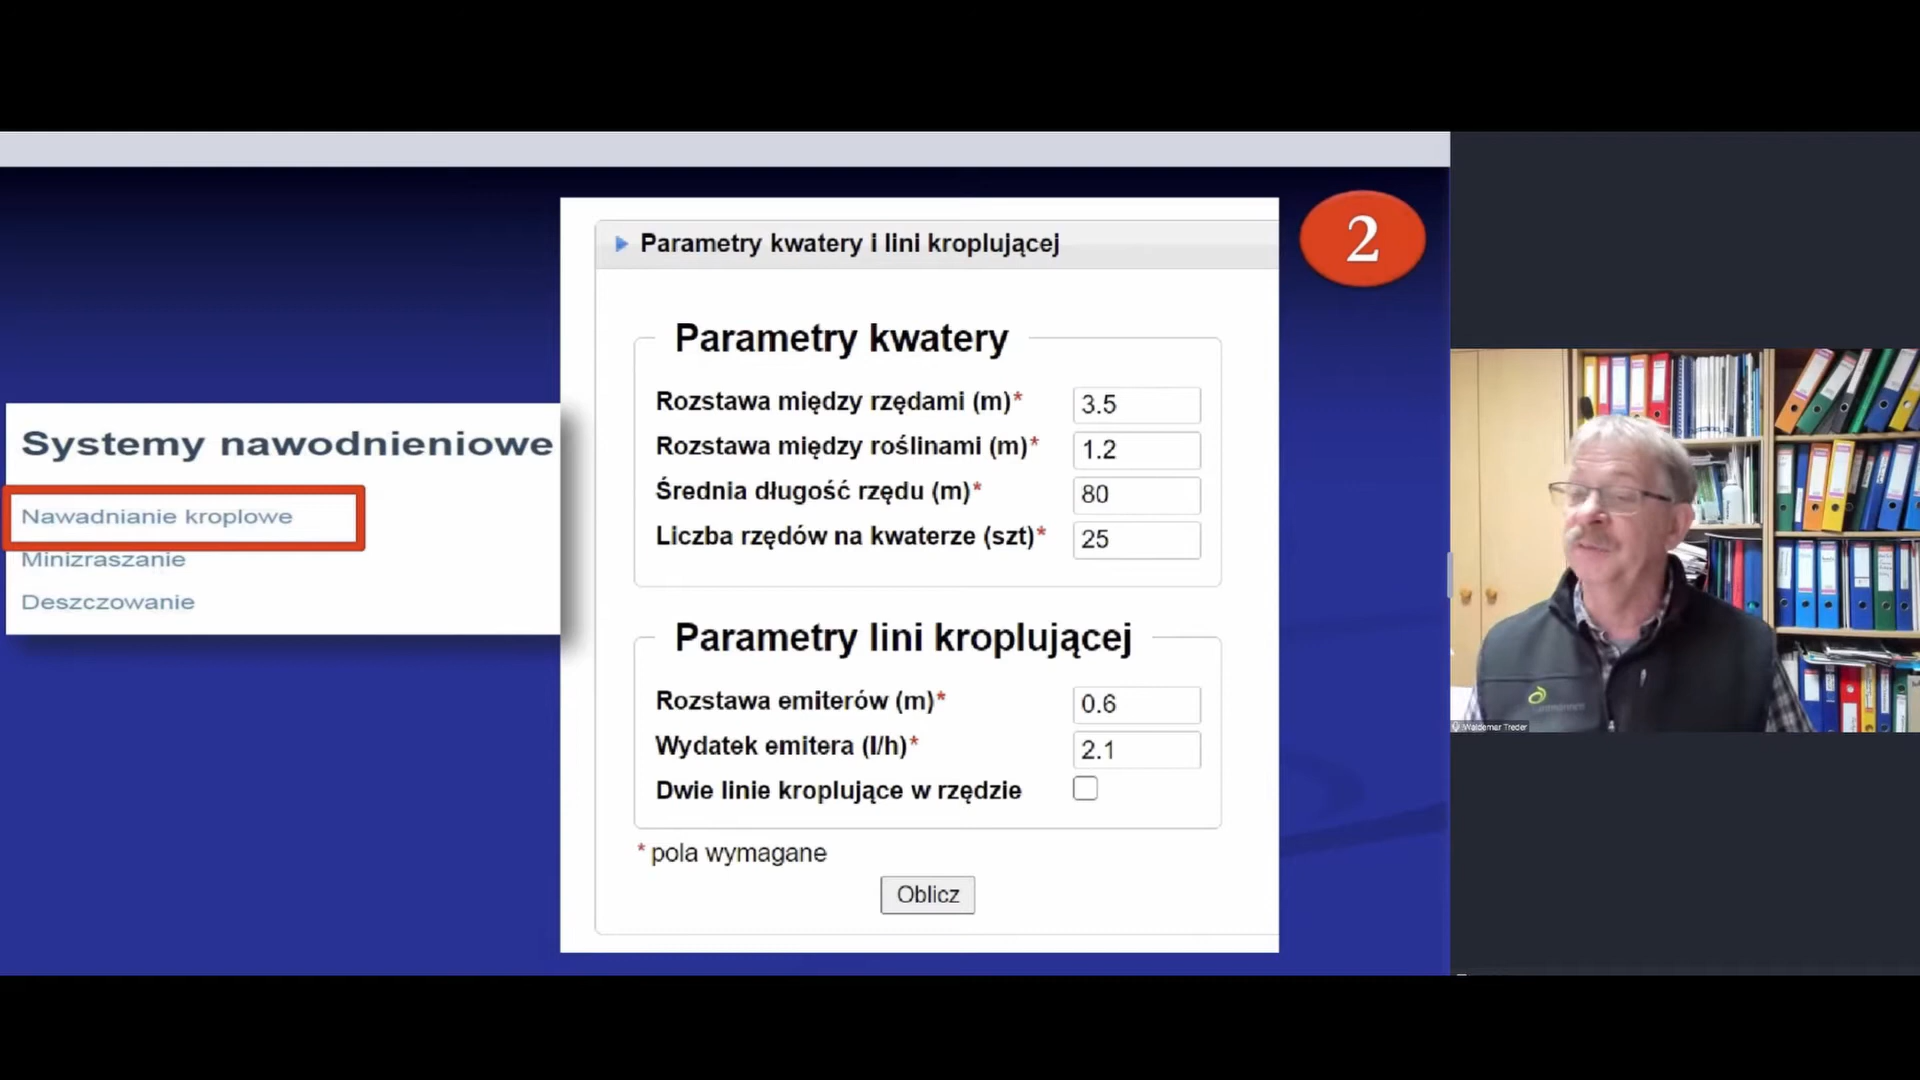 2
Parametry kwatery i lini kroplującej
Parametry kwatery
Rozstawa między rzędami (m)* 3.5
Rozstawa między roślinami (m)* 1.2
Średnia długość rzędu (m)* 80
Liczba rzędów na kwaterze (szt)* 25
Systemy nawodnieniowe
Nawadnianie kroplowe
Minizraszanie
Deszczowanie
Parametry lini kroplującej
Rozstawa emiterów (m)* 0.6
Wydatek emitera (l/h)* 2.1
Dwie linie kroplujące w rzędzie
* pola wymagane
Oblicz
Waldemar Treder